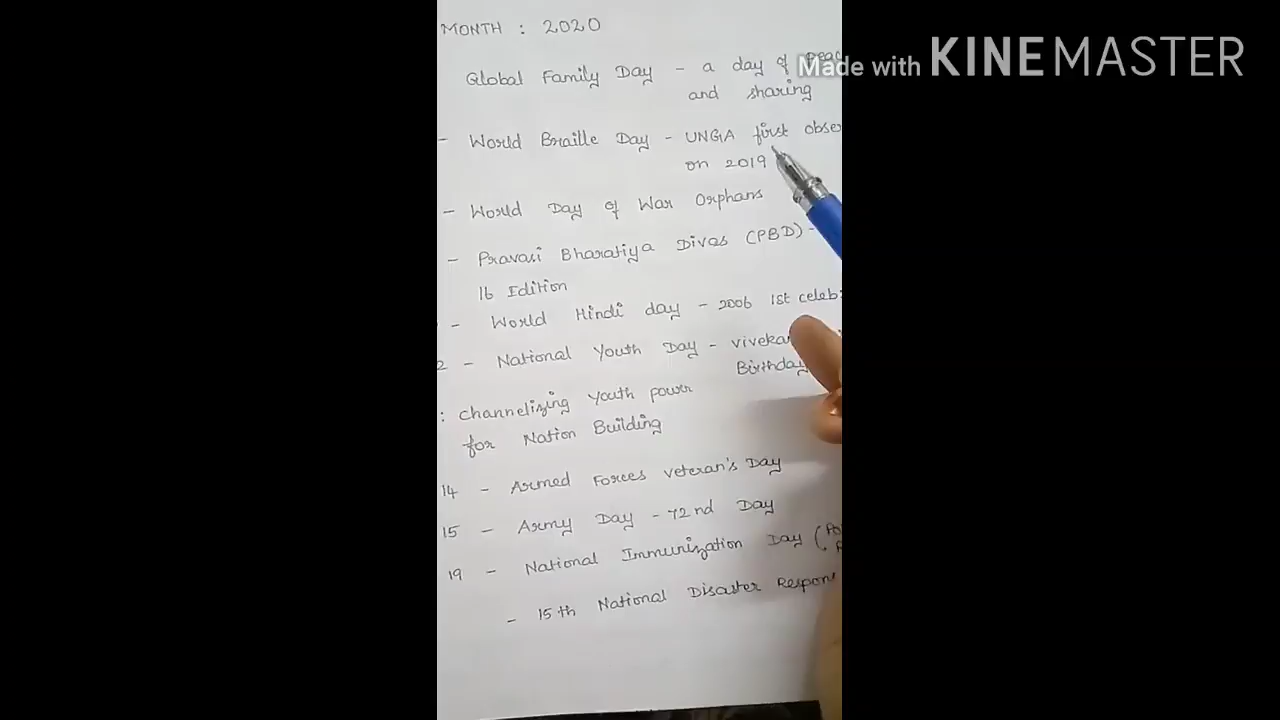 MONTH : 2020
Made with KINEMASTER
Global Family Day - a day of
and sharing
- World Braille Day - UNGA first
on 2019
- World Day of War Orphans
- Pravasi Bharatiya Divas (PBD) -
16 Edition
- World Hindi day - 2006 1st
2 - National Youth Day -
Birthday
: channelizing Youth power
for Nation Building
14 - Armed Forces veteran's Day
15 - Army Day - 72nd Day
19 - National Immunization Day (
- 15th National Disaster